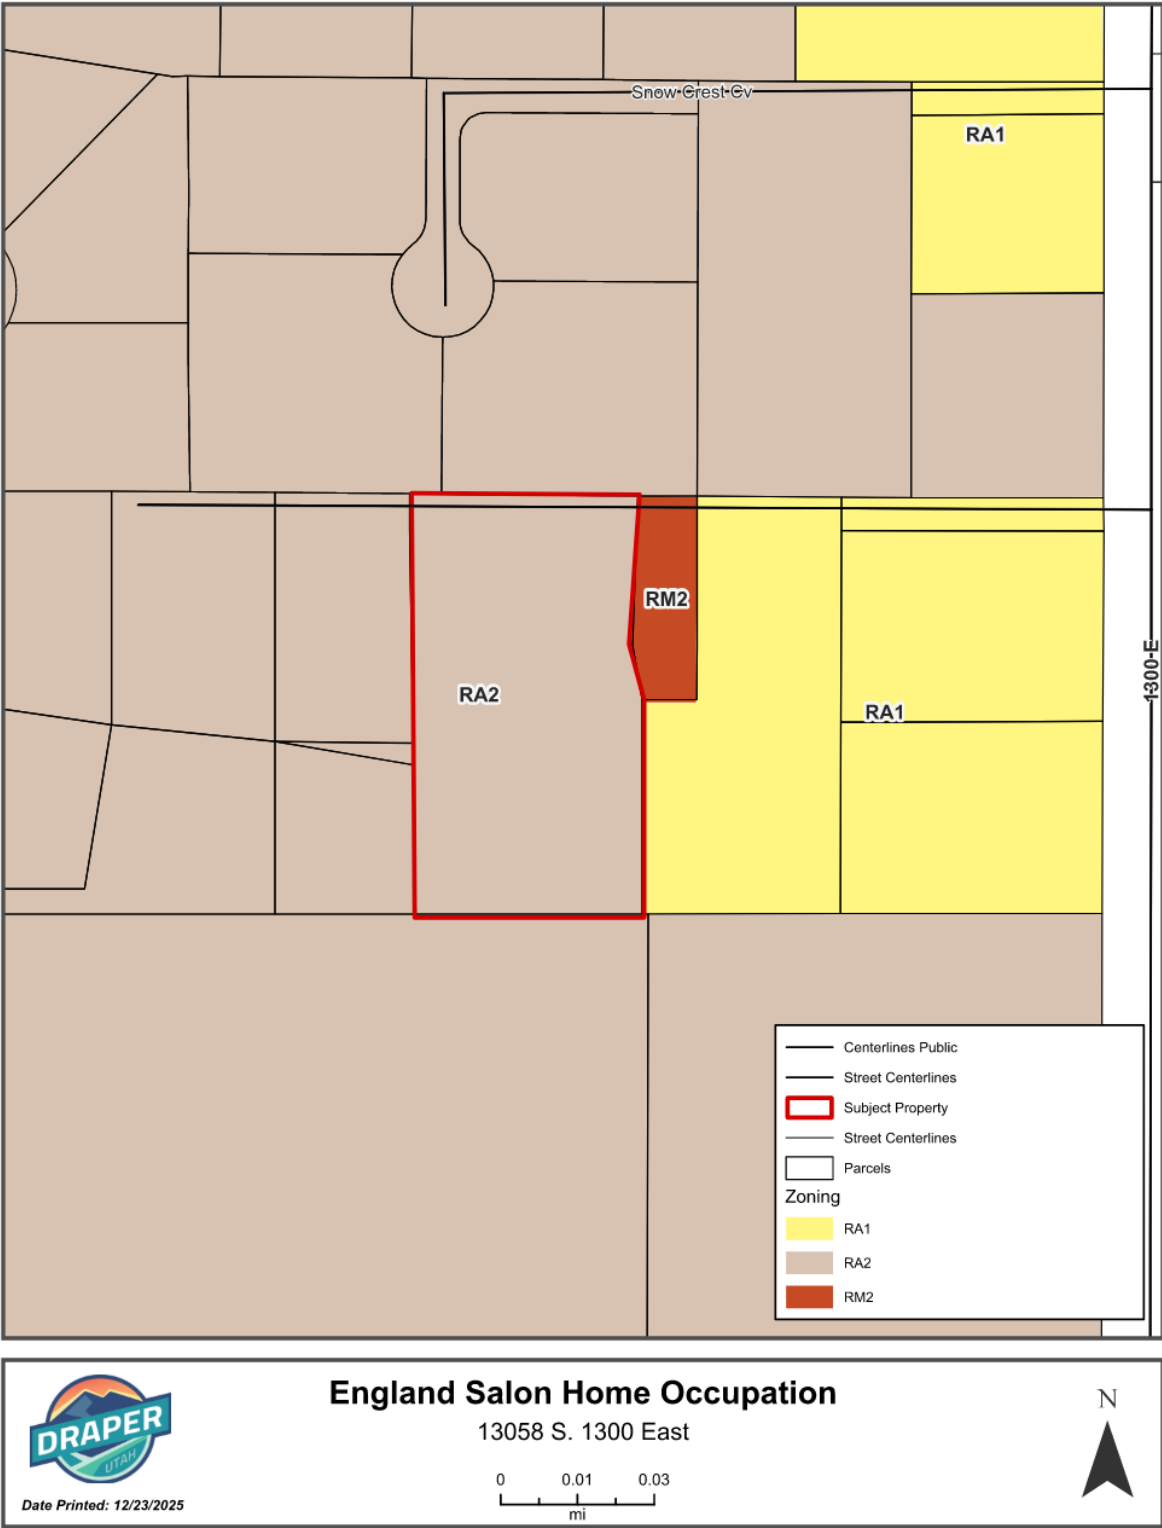 Snow Crest Cv
RA1
RM2
RA2
RA1
1300 E
Centerlines Public
Street Centerlines
Subject Property
Street Centerlines
Parcels
Zoning
RA1
RA2
RM2
DRAPER
UTAH
Date Printed: 12/23/2025
England Salon Home Occupation
13058 S. 1300 East
0 0.01 0.03
mi
N